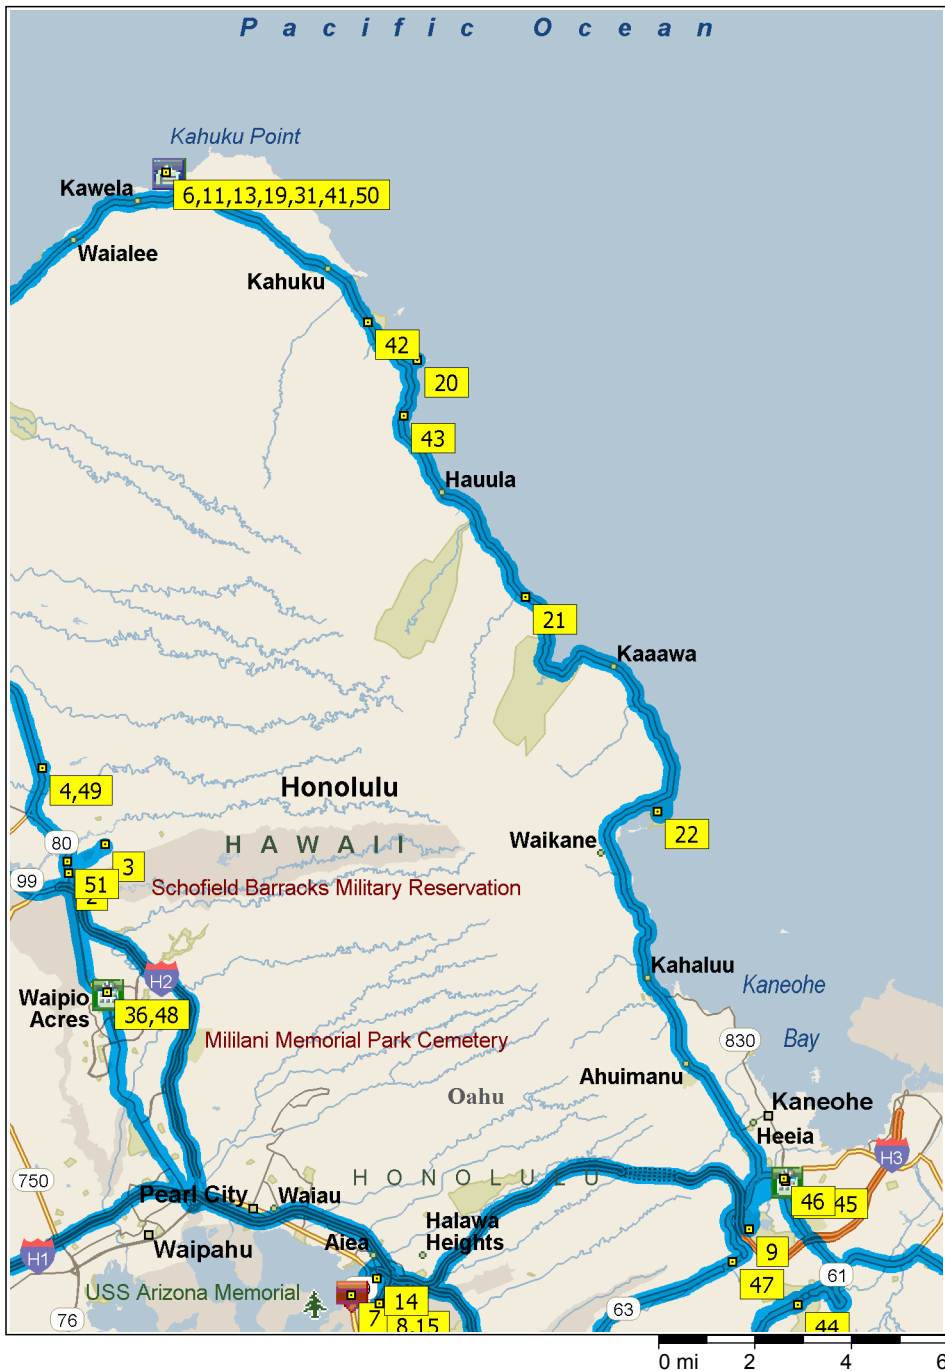 Pacific Ocean
Kahuku Point
Kawela
6,11,13,19,31,41,50
Waialee
Kahuku
42
20
43
Hauula
21
Kaaawa
Honolulu
4,49
22
Waikane
80
HAWAII
3
99
51
2
Schofield Barracks Military Reservation
H2
Kahaluu
Kaneohe
Bay
Waipio
Acres
36,48
Mililani Memorial Park Cemetery
830
Ahuimanu
Oahu
Kaneohe
Heeia
H3
750
HONOLULU
Pearl City
Waiau
46
45
Halawa
Heights
Waipahu
Aiea
9
H1
47
61
USS Arizona Memorial
14
7
8,15
76
63
44
0 mi 2 4 6